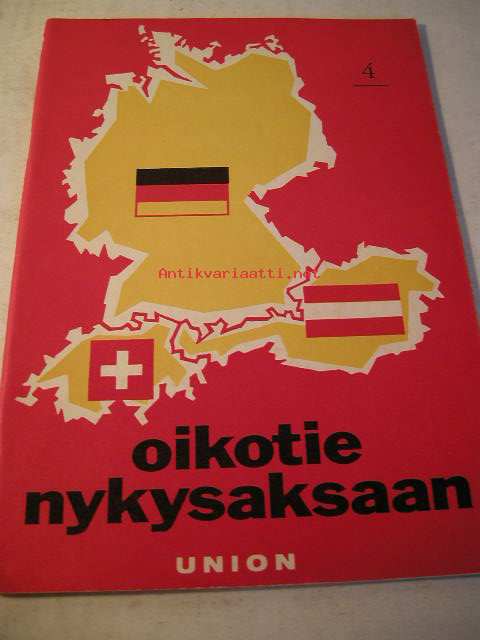 4
Antikvariaatti.net
oikotie
nykysaksaan
UNION